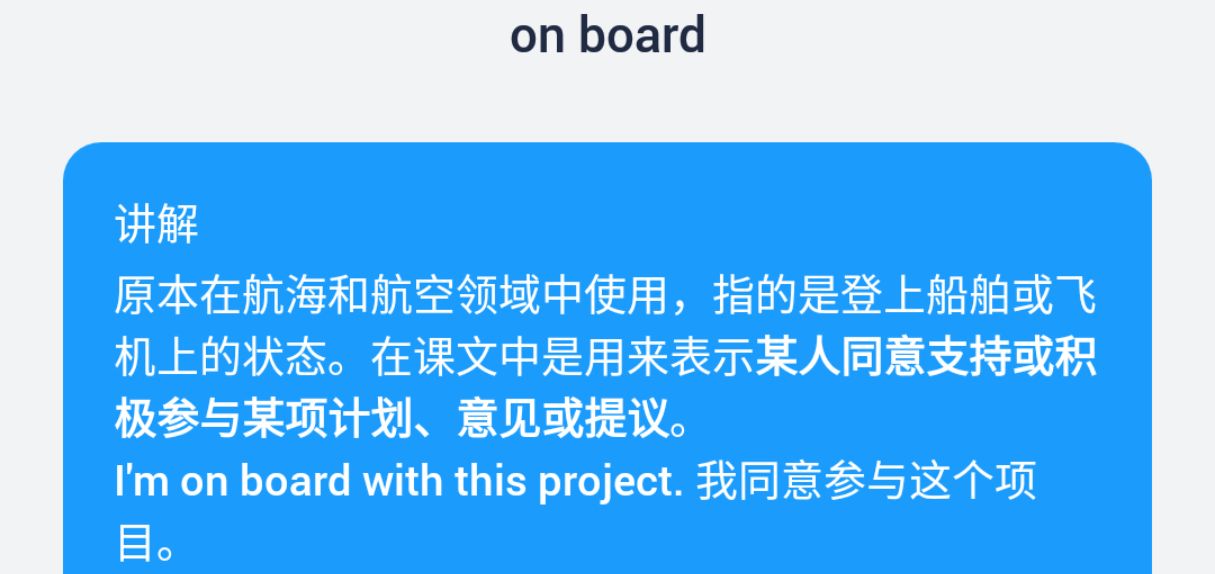 on board
讲解
原本在航海和航空领域中使用，指的是登上船舶或飞
机上的状态。在课文中是用来表示某人同意支持或积
极参与某项计划、意见或提议。
I'm on board with this project. 我同意参与这个项
目。